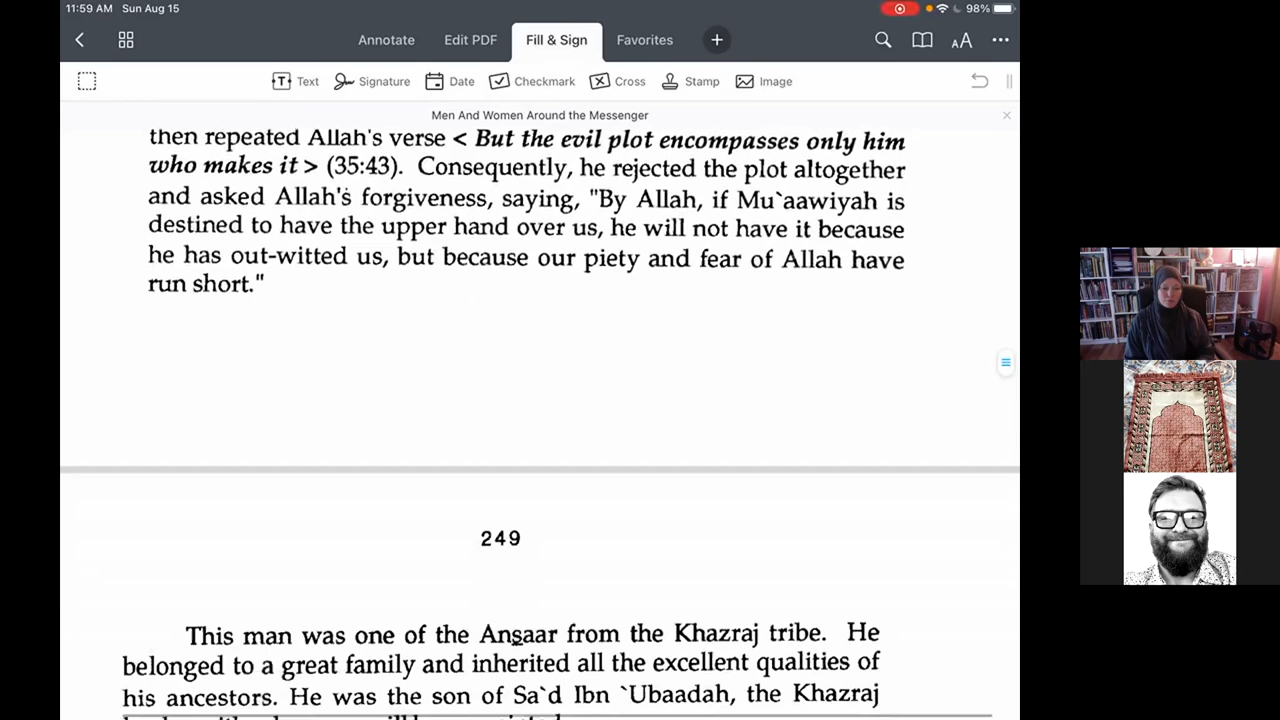 11:59 AM Sun Aug 15
98%
Annotate Edit PDF Fill & Sign Favorites
AA
Text Signature Date Checkmark Cross Stamp Image
Men And Women Around the Messenger
then repeated Allah's verse < But the evil plot encompasses only him
who makes it > (35:43). Consequently, he rejected the plot altogether
and asked Allah's forgiveness, saying, "By Allah, if Mu`aawiyah is
destined to have the upper hand over us, he will not have it because
he has out-witted us, but because our piety and fear of Allah have
run short."
249
This man was one of the Ansaar from the Khazraj tribe. He
belonged to a great family and inherited all the excellent qualities of
his ancestors. He was the son of Sa`d Ibn `Ubaadah, the Khazraj